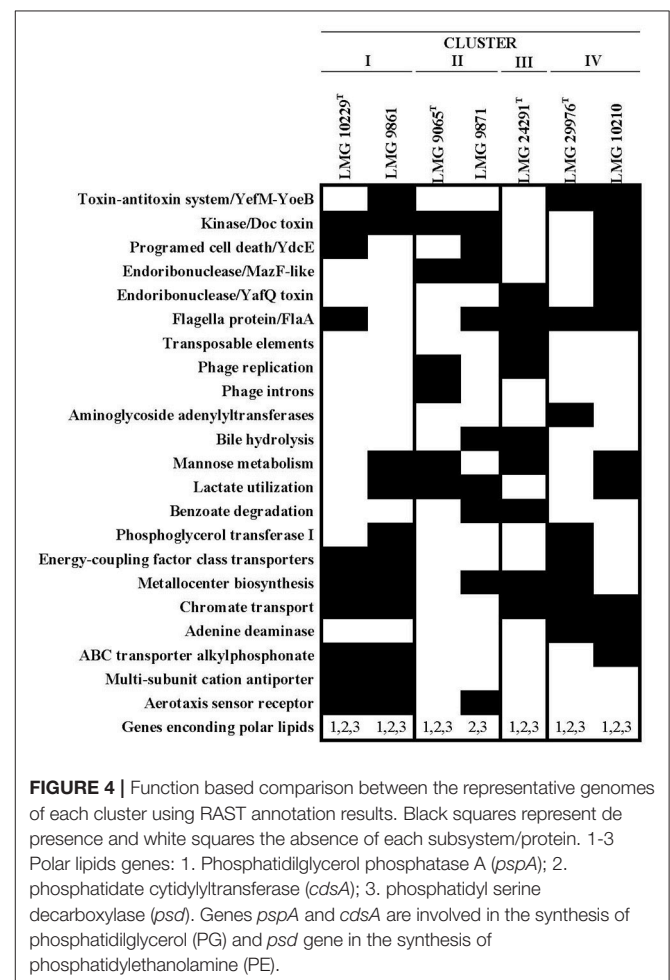 CLUSTER
I II III IV
LMG 10229T
LMG 9861
LMG 9065T
LMG 9871
LMG 24291T
LMG 29976T
LMG 10210
Toxin-antitoxin system/YefM-YoeB
Kinase/Doc toxin
Programed cell death/YdcE
Endoribonuclease/MazF-like
Endoribonuclease/YafQ toxin
Flagella protein/FlaA
Transposable elements
Phage replication
Phage introns
Aminoglycoside adenylyltransferases
Bile hydrolysis
Mannose metabolism
Lactate utilization
Benzoate degradation
Phosphoglycerol transferase I
Energy-coupling factor class transporters
Metallocenter biosynthesis
Chromate transport
Adenine deaminase
ABC transporter alkylphosphonate
Multi-subunit cation antiporter
Aerotaxis sensor receptor
Genes enconding polar lipids 1,2,3 1,2,3 1,2,3 2,3 1,2,3 1,2,3 1,2,3
FIGURE 4 | Function based comparison between the representative genomes
of each cluster using RAST annotation results. Black squares represent de
presence and white squares the absence of each subsystem/protein. 1-3
Polar lipids genes: 1. Phosphatidilglycerol phosphatase A (pspA); 2.
phosphatidate cytidylyltransferase (cdsA); 3. phosphatidyl serine
decarboxylase (psd). Genes pspA and cdsA are involved in the synthesis of
phosphatidilglycerol (PG) and psd gene in the synthesis of
phosphatidylethanolamine (PE).